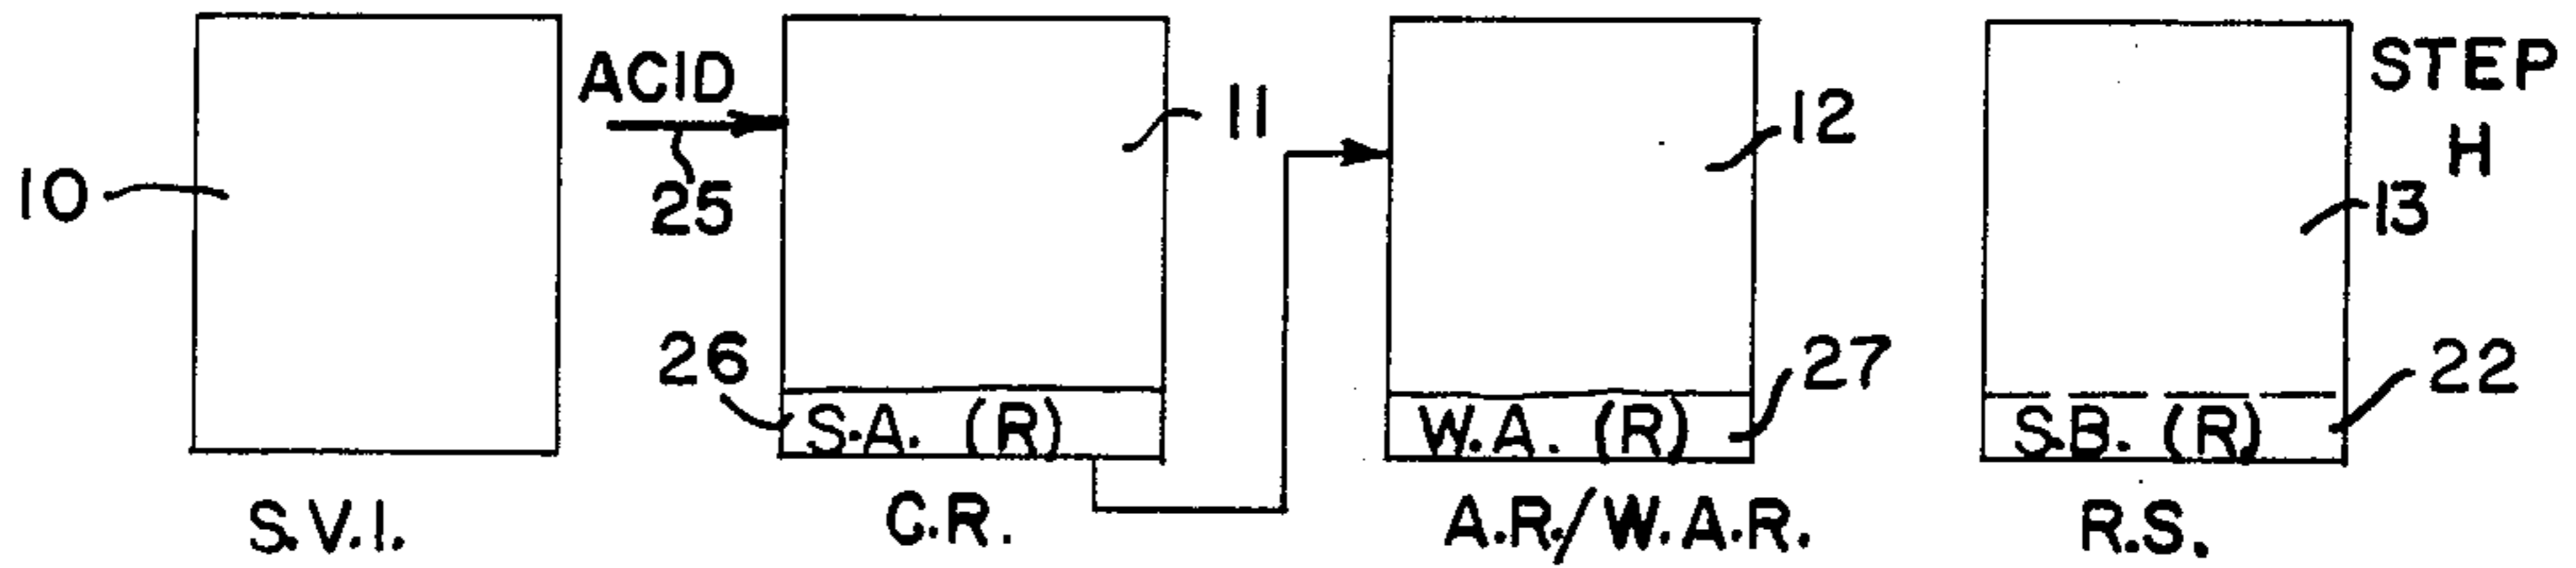 ACID
STEP
H
10
25
11
12
13
26
27
22
S.A. (R)
W.A. (R)
S.B. (R)
S.V.I.
C.R.
A.R./W.A.R.
R.S.